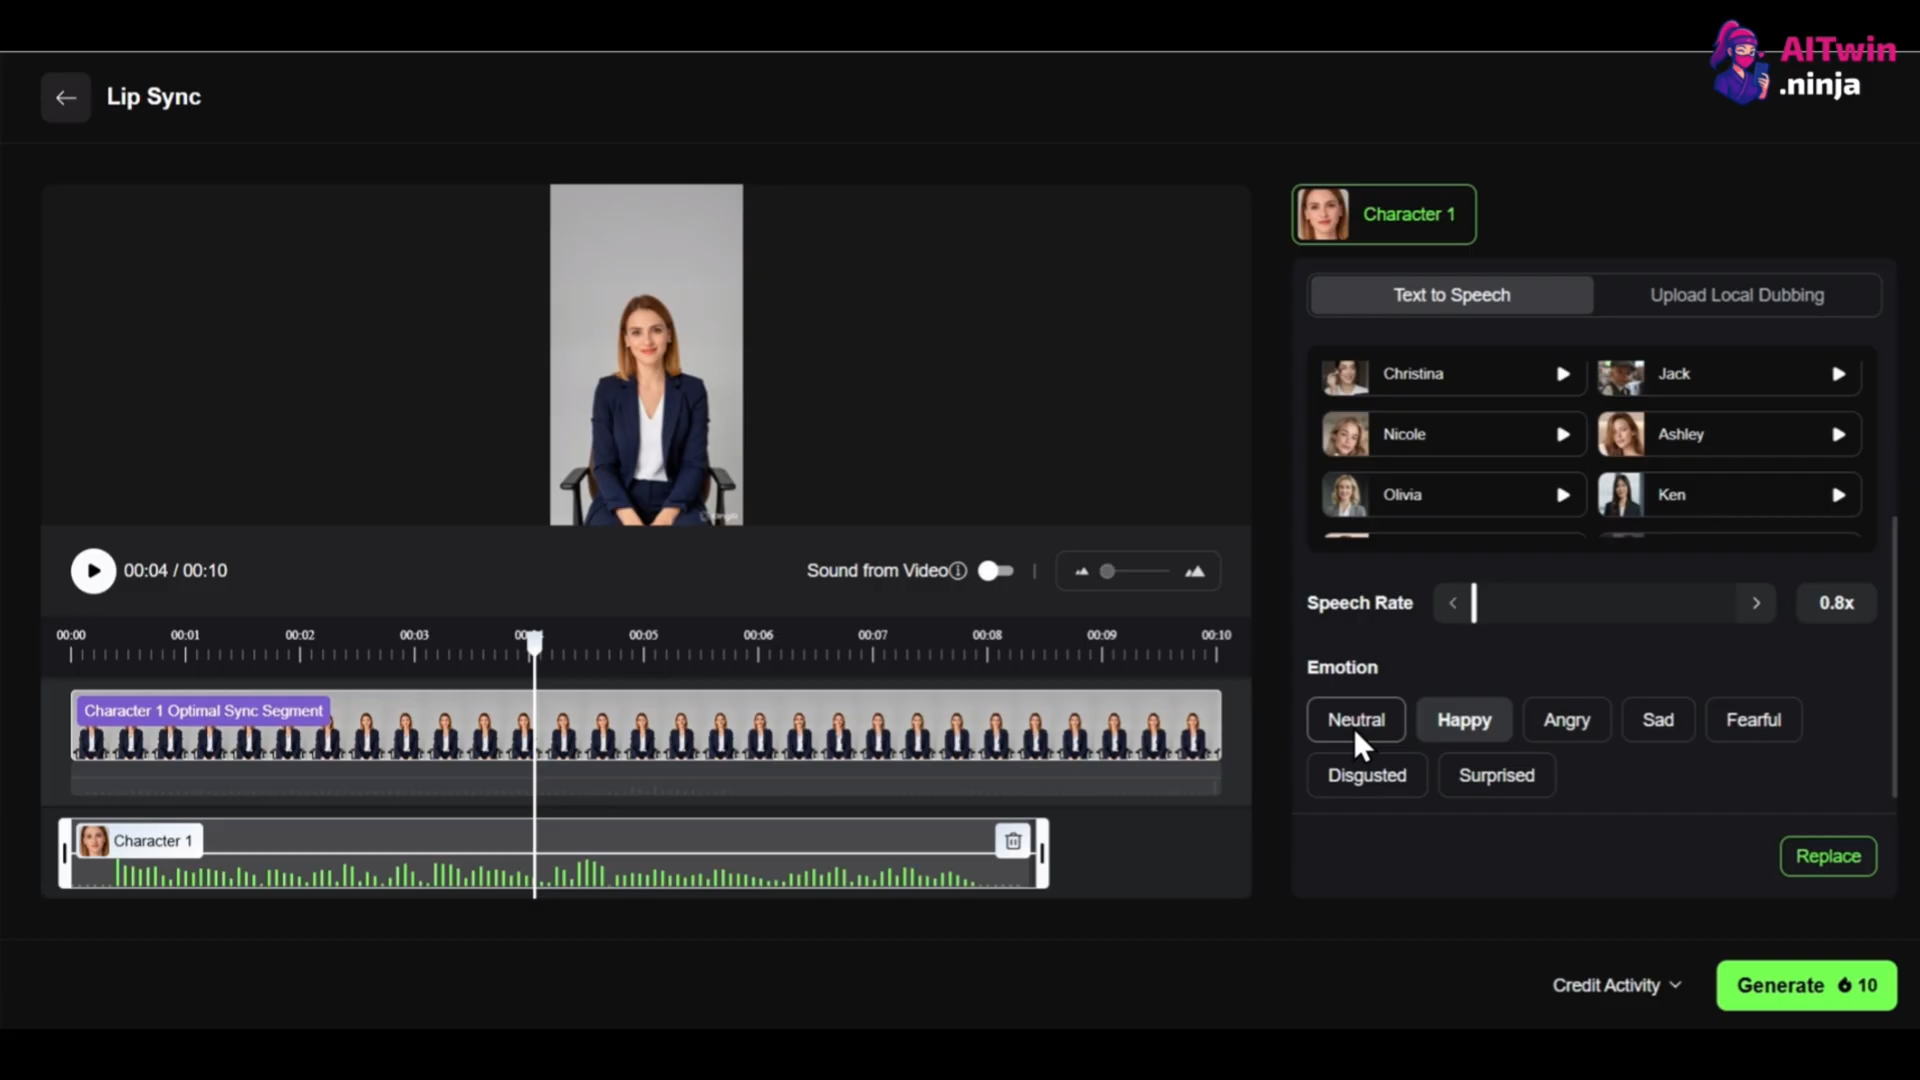 AITwin
.ninja
Lip Sync
Character 1
Text to Speech
Upload Local Dubbing
Christina
Jack
Nicole
Ashley
Olivia
Ken
00:04 / 00:10
Sound from Video
Speech Rate
0.8x
00:00 00:01 00:02 00:03 00:05 00:06 00:07 00:08 00:09 00:10
Emotion
Character 1 Optimal Sync Segment
Neutral
Happy
Angry
Sad
Fearful
Disgusted
Surprised
Character 1
Replace
Credit Activity
Generate 10